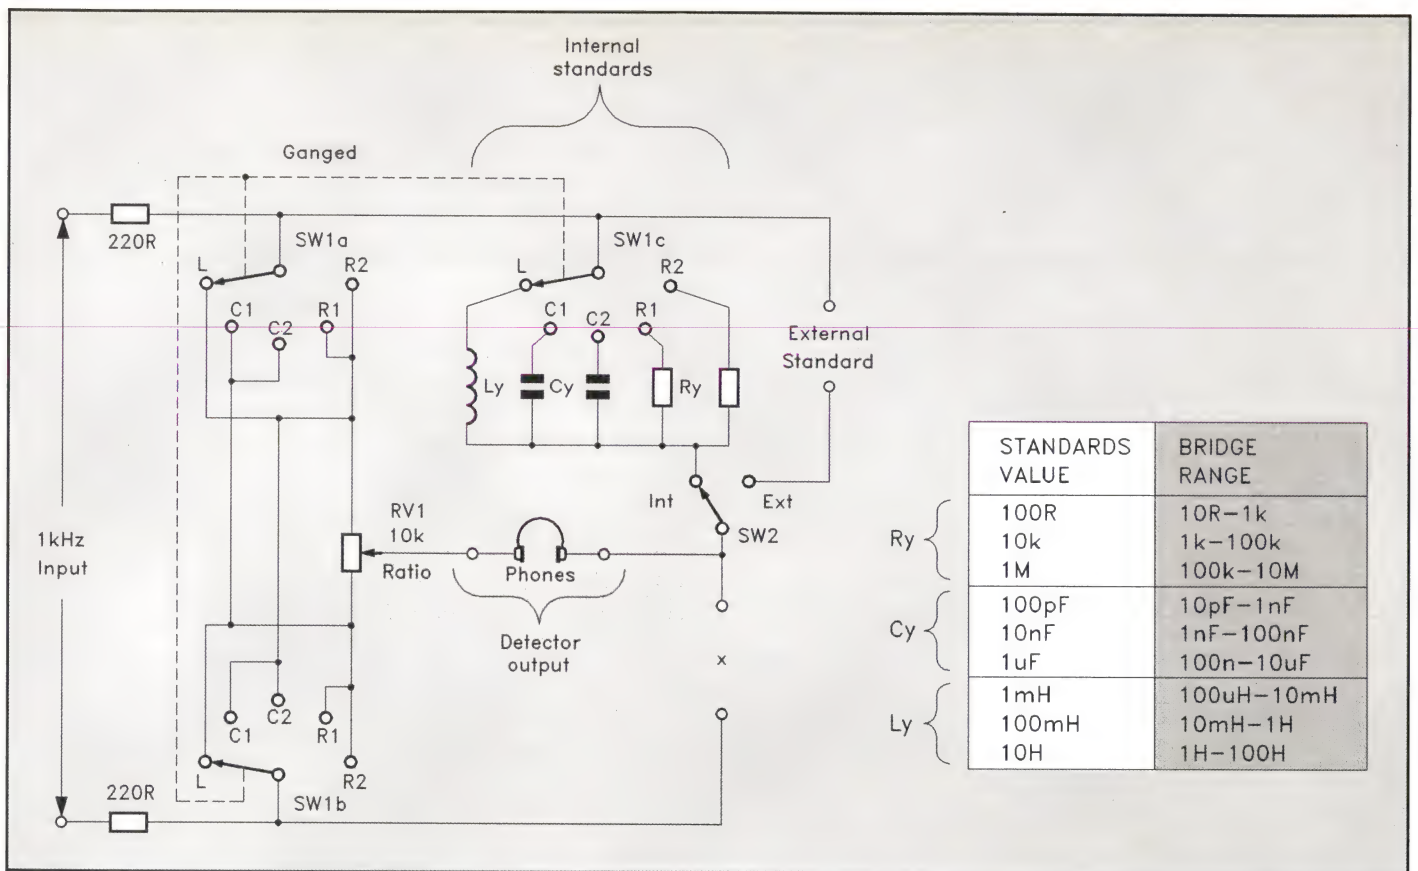 Internal
standards
Ganged
220R
SW1a
SW1c
L
R2
L
R2
C1
R1
C1
R1
C2
C2
External
Standard
Ly
Cy
Ry
STANDARDS
VALUE
BRIDGE
RANGE
Int
Ext
RV1
10k
SW2
Ry
100R
10R-1k
10k
1k-100k
1M
100k-10M
1kHz
Input
Ratio
Phones
Cy
100pF
10pF-1nF
10nF
1nF-100nF
1uF
100n-10uF
Detector
output
x
Ly
1mH
100uH-10mH
100mH
10mH-1H
10H
1H-100H
C1
C2
R1
L
R2
220R
SW1b